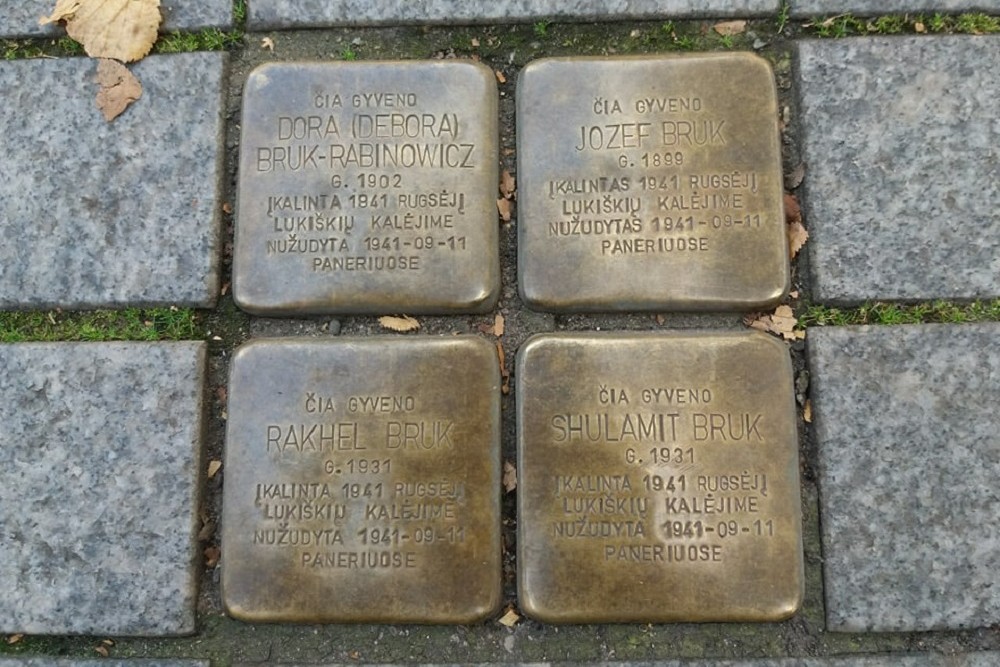 ČIA GYVENO
DORA (DEBORA)
BRUK-RABINOWICZ
G. 1902
ĮKALINTA 1941 RUGSĖJĮ
LUKIŠKIŲ KALĖJIME
NUŽUDYTA 1941-09-11
PANERIUOSE
ČIA GYVENO
JOZEF BRUK
G. 1899
ĮKALINTAS 1941 RUGSĖJĮ
LUKIŠKIŲ KALĖJIME
NUŽUDYTAS 1941-09-11
PANERIUOSE
ČIA GYVENO
RAKHEL BRUK
G. 1931
ĮKALINTA 1941 RUGSĖJĮ
LUKIŠKIŲ KALĖJIME
NUŽUDYTA 1941-09-11
PANERIUOSE
ČIA GYVENO
SHULAMIT BRUK
G. 1931
ĮKALINTA 1941 RUGSĖJĮ
LUKIŠKIŲ KALĖJIME
NUŽUDYTA 1941-09-11
PANERIUOSE